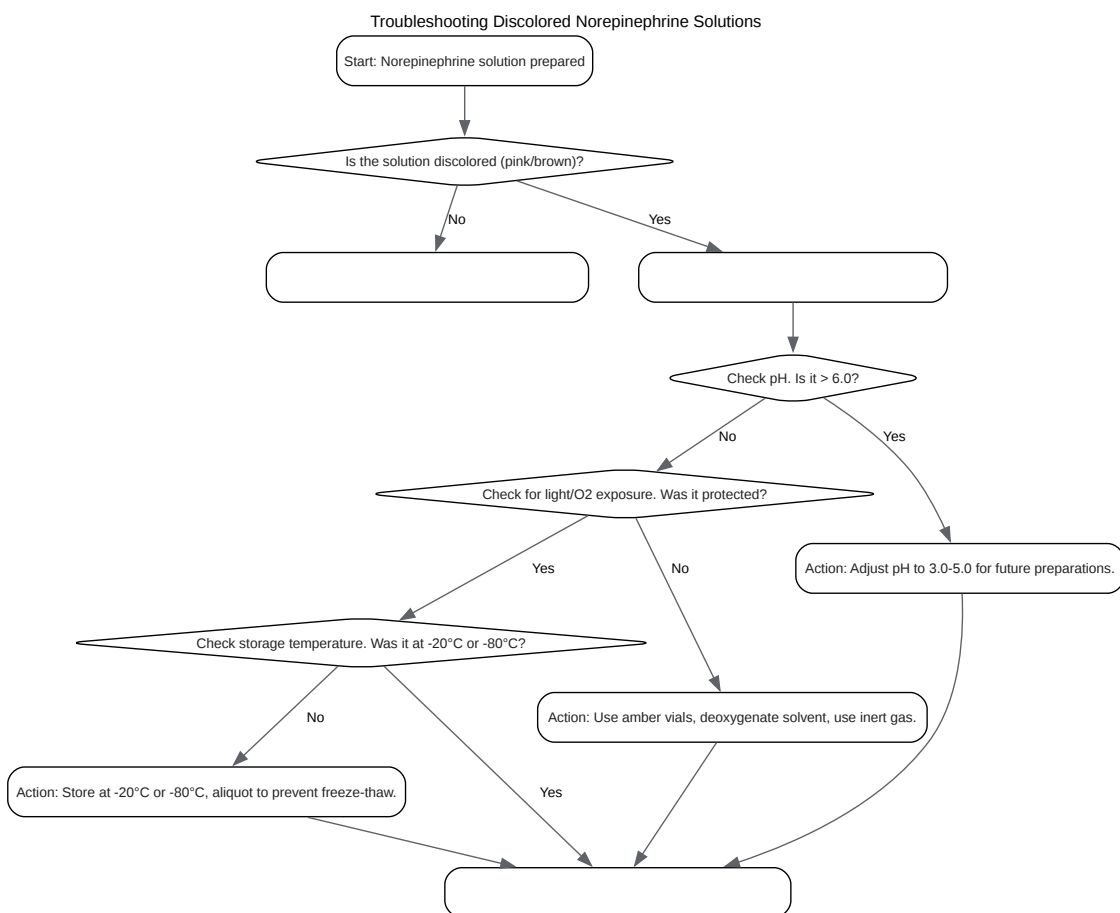 Troubleshooting Discolored Norepinephrine Solutions
Start: Norepinephrine solution prepared
Is the solution discolored (pink/brown)?
No
Yes
Check pH. Is it > 6.0?
No
Yes
Check for light/O2 exposure. Was it protected?
Yes
No
Action: Adjust pH to 3.0-5.0 for future preparations.
Check storage temperature. Was it at -20°C or -80°C?
No
Action: Use amber vials, deoxygenate solvent, use inert gas.
Action: Store at -20°C or -80°C, aliquot to prevent freeze-thaw.
Yes